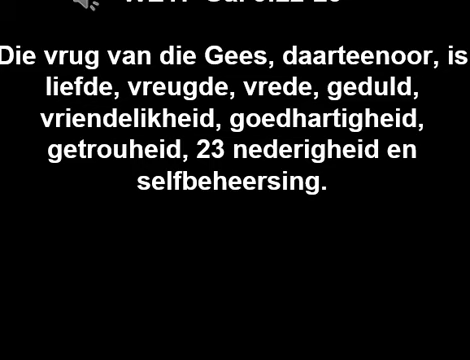 Die vrug van die Gees, daarteenoor, is
liefde, vreugde, vrede, geduld,
vriendelikheid, goedhartigheid,
getrouheid, 23 nederigheid en
selfbeheersing.